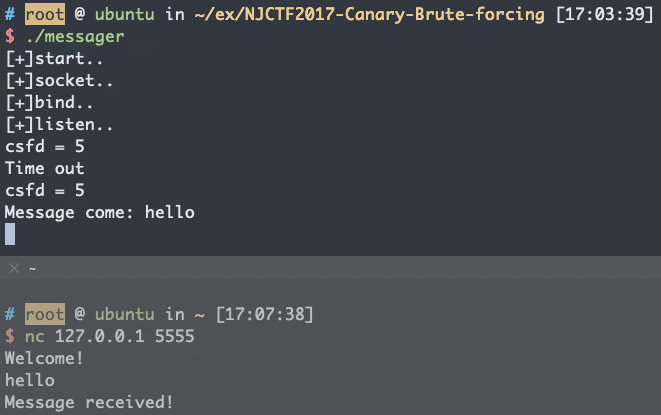 # root @ ubuntu in ~/ex/NJCTF2017-Canary-Brute-forcing [17:03:39]
$ ./messager
[+]start..
[+]socket..
[+]bind..
[+]listen..
csfd = 5
Time out
csfd = 5
Message come: hello
× ~
# root @ ubuntu in ~ [17:07:38]
$ nc 127.0.0.1 5555
Welcome!
hello
Message received!